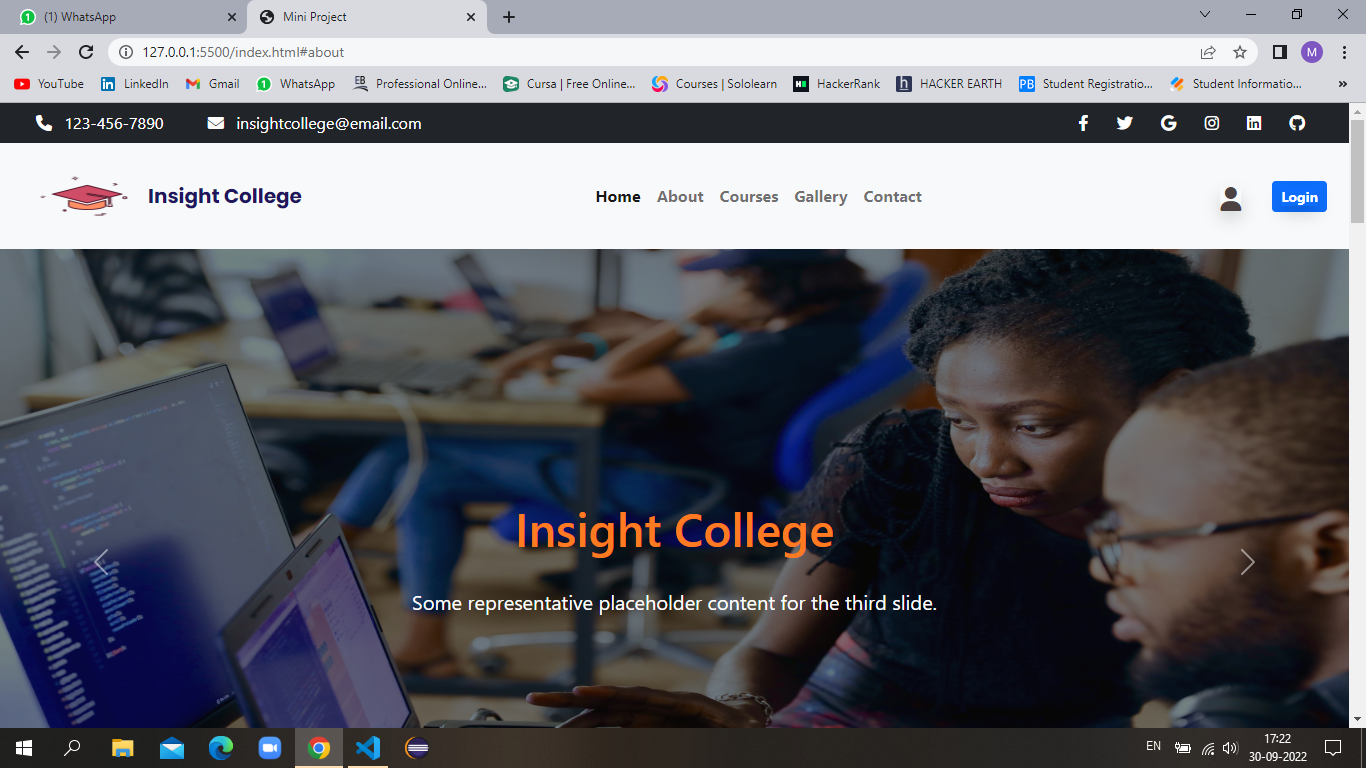 (1) WhatsApp
Mini Project
127.0.0.1:5500/index.html#about
M
YouTube
LinkedIn
Gmail
WhatsApp
EB
Professional Online...
Cursa | Free Online...
Courses | Sololearn
HackerRank
h
HACKER EARTH
PB
Student Registratio...
Student Informatio...
123-456-7890
insightcollege@email.com
Insight College
Home
About
Courses
Gallery
Contact
Login
Insight College
Some representative placeholder content for the third slide.
EN
17:22
30-09-2022